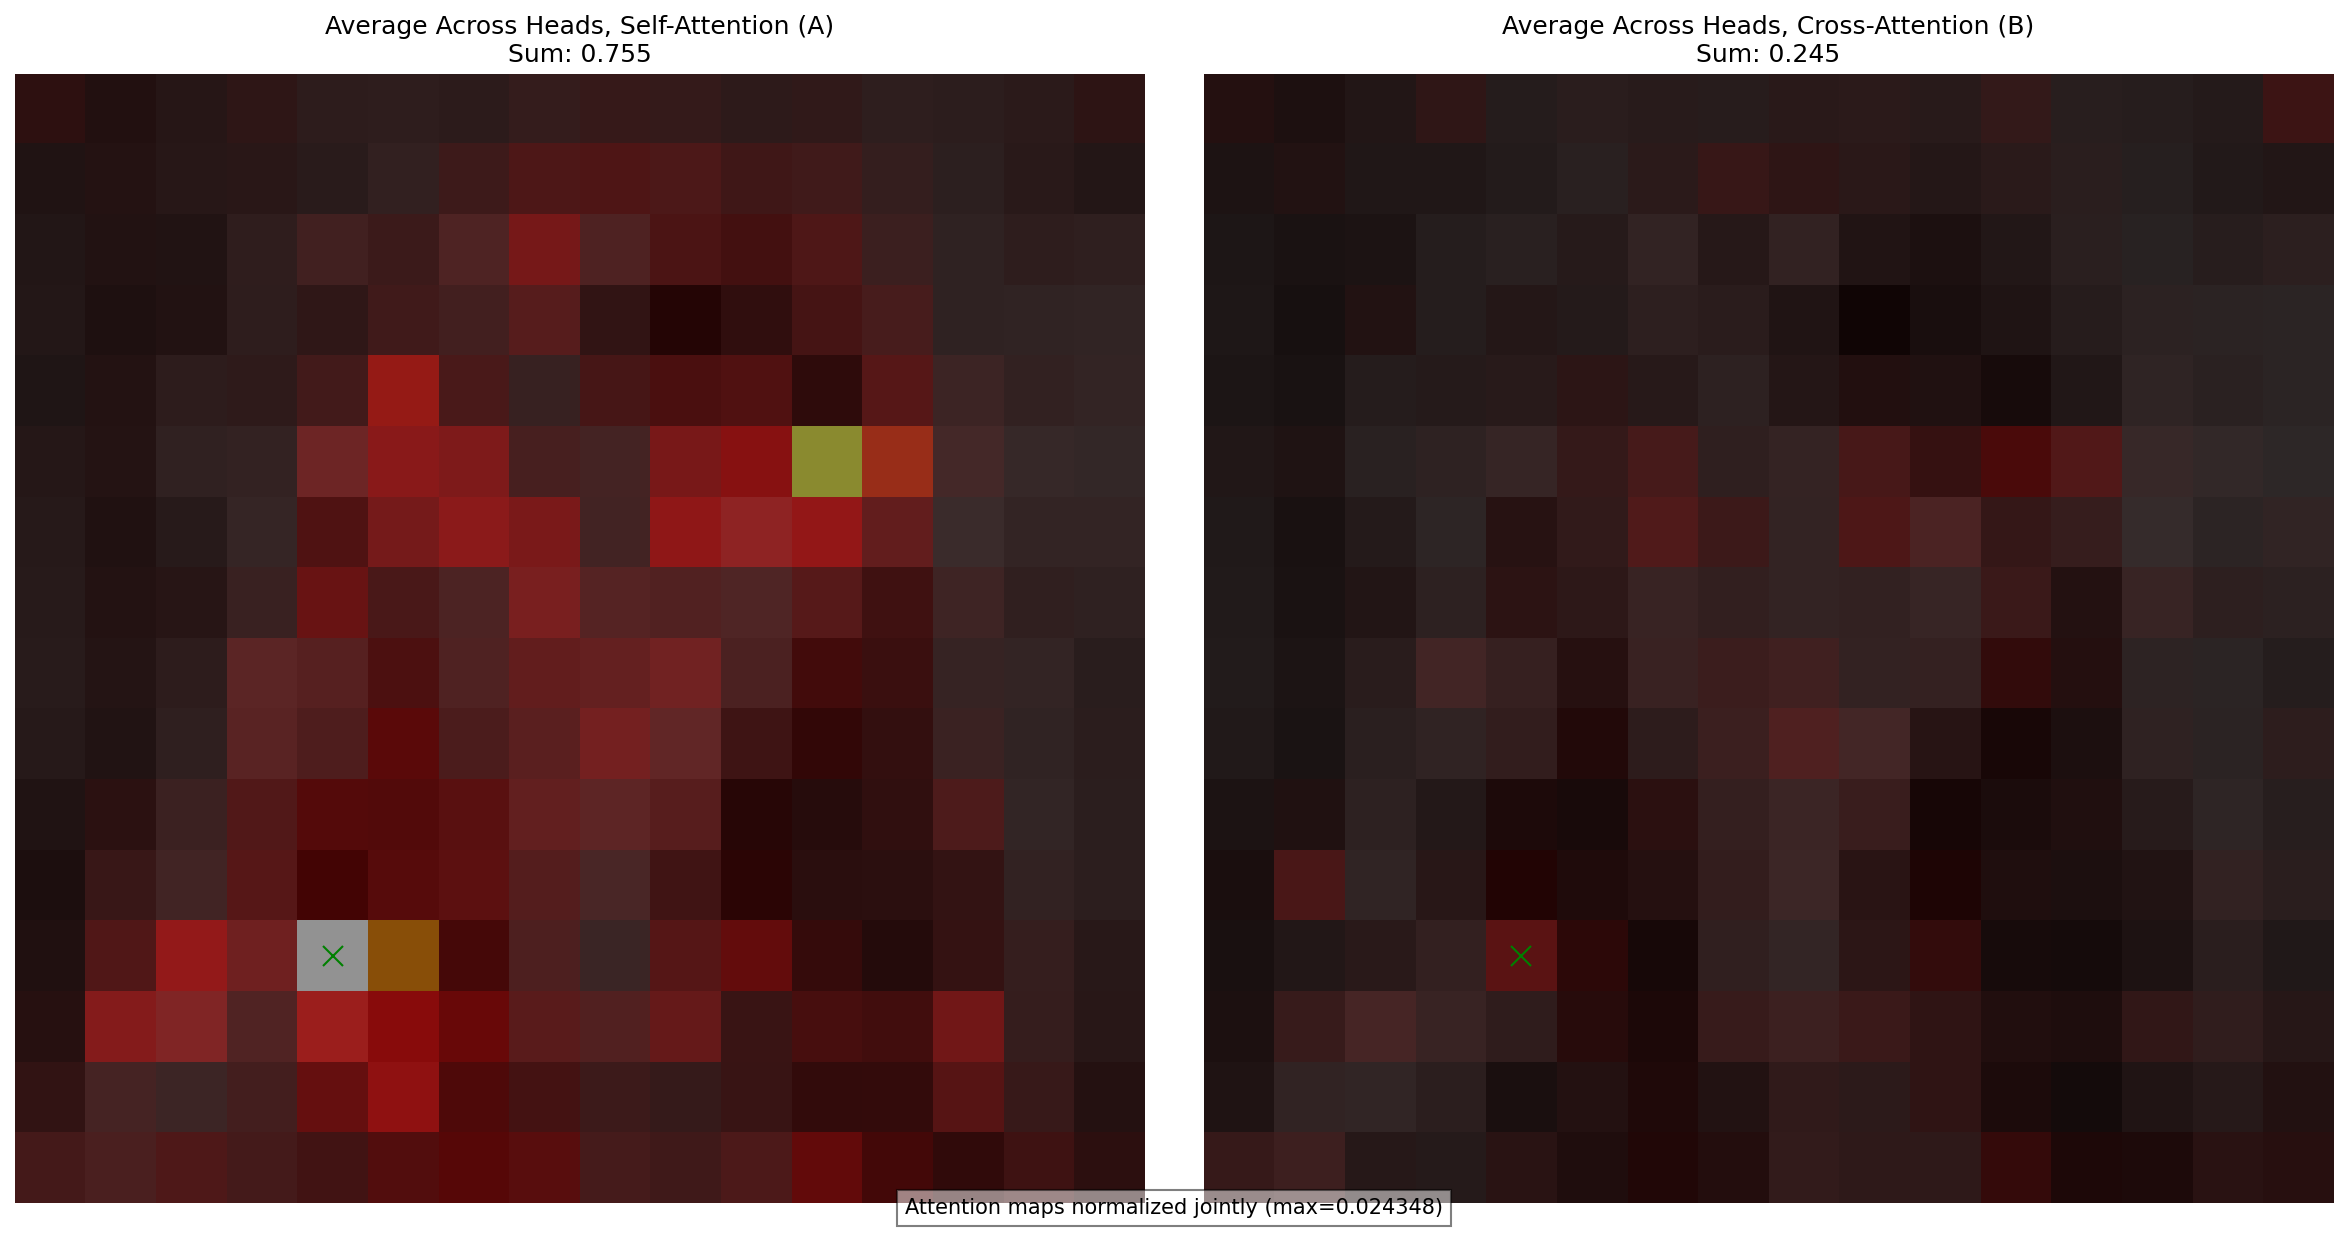 Average Across Heads, Self-Attention (A)
Sum: 0.755
Average Across Heads, Cross-Attention (B)
Sum: 0.245
Attention maps normalized jointly (max=0.024348)